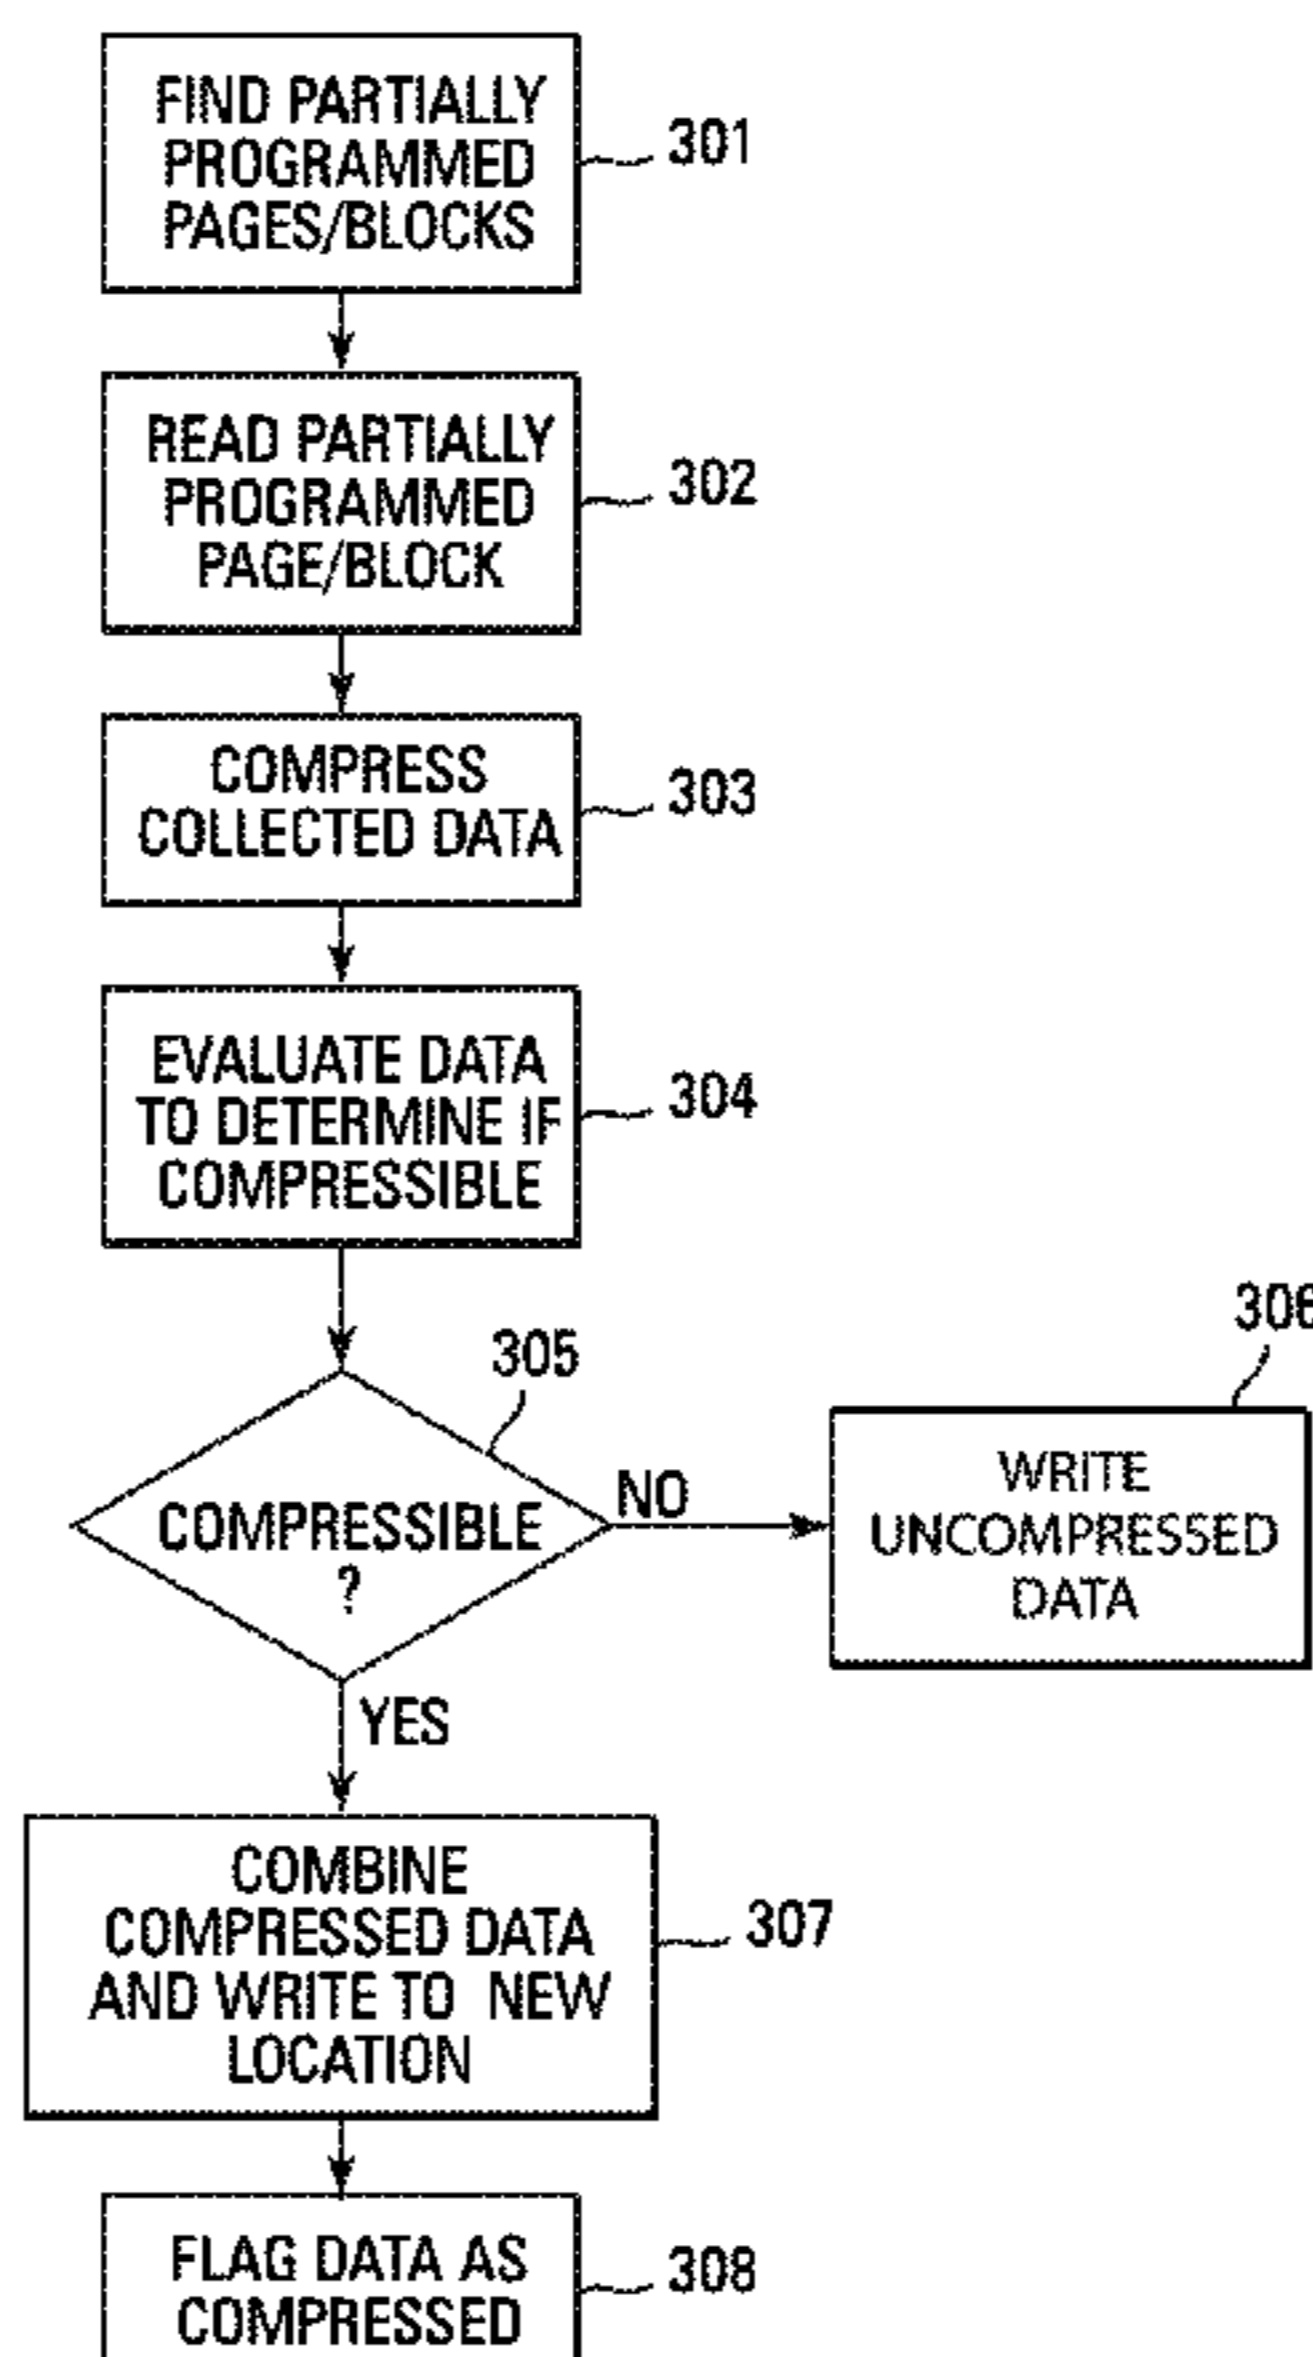 FIND PARTIALLY
PROGRAMMED
PAGES/BLOCKS
301
READ PARTIALLY
PROGRAMMED
PAGE/BLOCK
302
COMPRESS
COLLECTED DATA
303
EVALUATE DATA
TO DETERMINE IF
COMPRESSIBLE
304
305
COMPRESSIBLE
?
NO
306
WRITE
UNCOMPRESSED
DATA
YES
COMBINE
COMPRESSED DATA
AND WRITE TO NEW
LOCATION
307
FLAG DATA AS
COMPRESSED
308